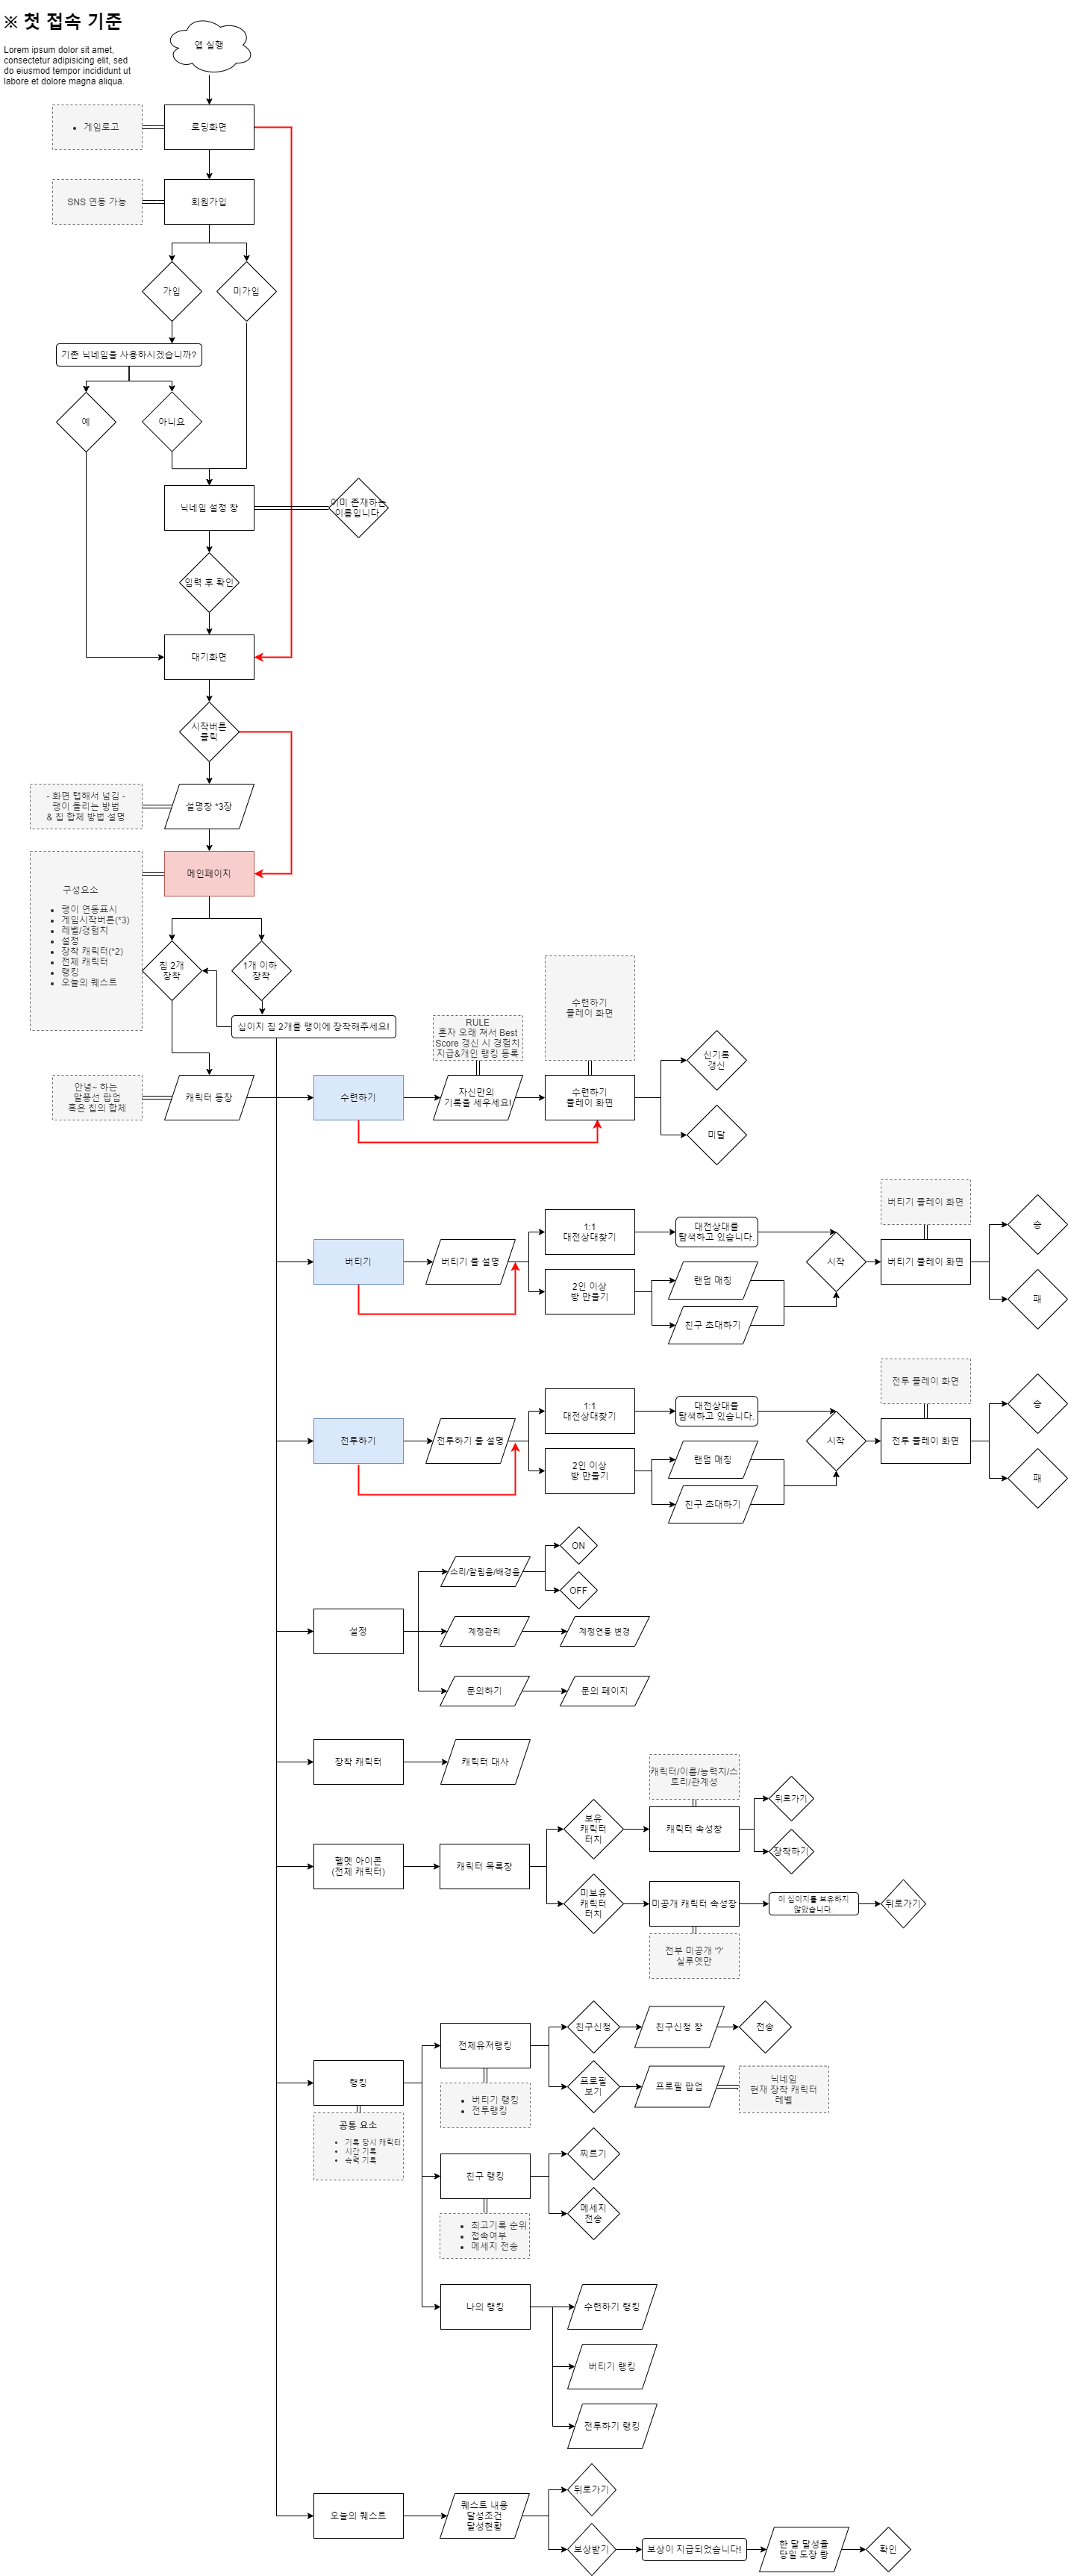 ※ 첫 접속 기준
Lorem ipsum dolor sit amet,
consectetur adipisicing elit, sed
do eiusmod tempor incididunt ut
labore et dolore magna aliqua.
앱 실행
게임로고
로딩화면
SNS 연동 가능
회원가입
가입
미가입
기존 닉네임을 사용하시겠습니까?
예
아니요
닉네임 설정 창
이미 존재하는
이름입니다
입력 후 확인
대기화면
시작버튼
클릭
- 화면 탭해서 넘김 -
팽이 돌리는 방법
& 칩 합체 방법 설명
설명창 *3장
메인페이지
구성요소
팽이 연동표시
게임시작버튼(*3)
레벨/경험치
설정
장착 캐릭터(*2)
전체 캐릭터
랭킹
오늘의 퀘스트
칩 2개
장착
1개 이하
장착
십이지 칩 2개를 팽이에 장착해주세요!
안녕~ 하는
말풍선 팝업
혹은 칩의 합체
캐릭터 등장
수련하기
RULE
혼자 오래 쳐서 Best
Score 갱신 시 경험치
지급&개인 랭킹 등록
자신만의
기록을 세우세요!
수련하기
플레이 화면
수련하기
플레이 화면
신기록
갱신
미달
버티기
버티기 룰 설명
1:1
대전상대찾기
2인 이상
방 만들기
대전상대를
탐색하고 있습니다.
랜덤 매칭
친구 초대하기
시작
버티기 플레이 화면
버티기 플레이 화면
승
패
전투하기
전투하기 룰 설명
1:1
대전상대찾기
2인 이상
방 만들기
대전상대를
탐색하고 있습니다.
랜덤 매칭
친구 초대하기
시작
전투 플레이 화면
전투 플레이 화면
승
패
설정
소리/알림음/배경음
ON
OFF
계정관리
계정연동 변경
문의하기
문의 페이지
장착 캐릭터
캐릭터 대사
헬멧 아이콘
(전체 캐릭터)
캐릭터 목록창
보유
캐릭터
터치
캐릭터/이름/능력치/스
토리/관계성
캐릭터 속성창
뒤로가기
장착하기
미보유
캐릭터
터치
미공개 캐릭터 속성창
전부 미공개 '?'
실루엣만
이 십이지를 보유하지
않았습니다.
뒤로가기
랭킹
공통 요소
기록 당시 캐릭터
시간 기록
속력 기록
전체유저랭킹
버티기 랭킹
전투랭킹
친구신청
친구신청 창
전송
프로필
보기
프로필 팝업
닉네임
현재 장착 캐릭터
레벨
친구 랭킹
최고기록 순위
접속여부
메세지 전송
찌르기
메세지
전송
나의 랭킹
수련하기 랭킹
버티기 랭킹
전투하기 랭킹
오늘의 퀘스트
퀘스트 내용
달성조건
달성현황
뒤로가기
보상받기
보상이 지급되었습니다!
한 달 달성율
당일 도장 쾅
확인